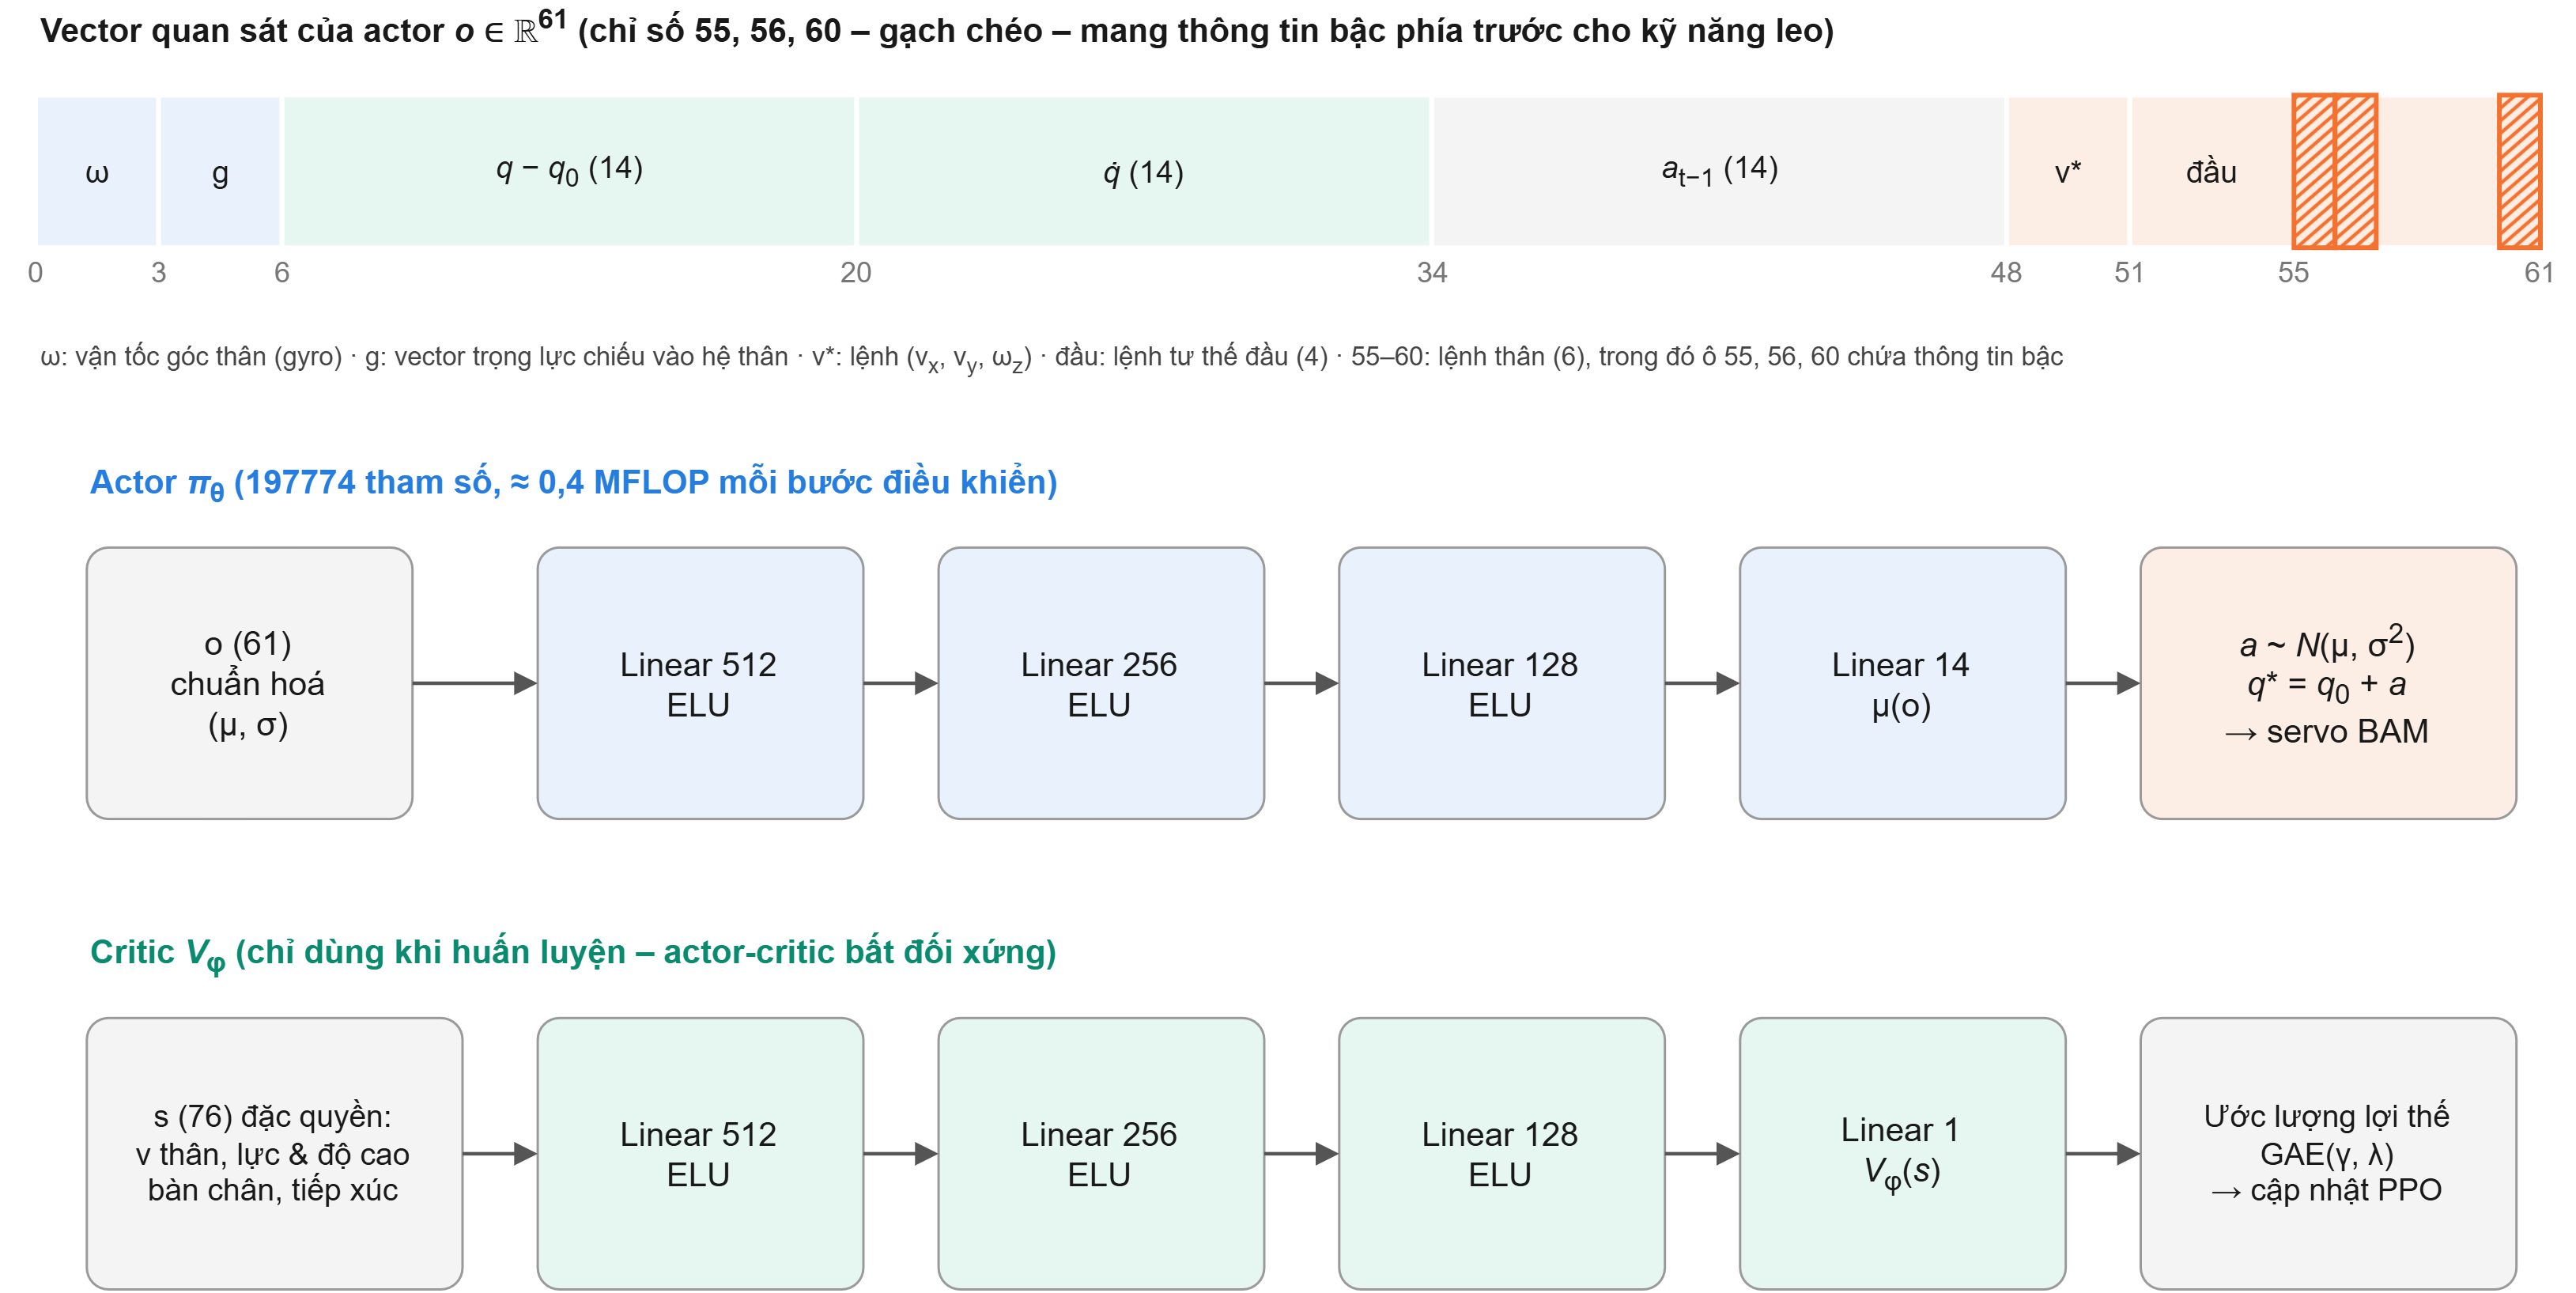 Vector quan sát của actor o ∈ ℝ⁶¹ (chỉ số 55, 56, 60 – gạch chéo – mang thông tin bậc phía trước cho kỹ năng leo)
ω
g
q − q₀ (14)
q̇ (14)
aₜ₋₁ (14)
v*
đầu
0
3
6
20
34
48
51
55
61
ω: vận tốc góc thân (gyro) · g: vector trọng lực chiếu vào hệ thân · v*: lệnh (vₓ, v_y, ω_z) · đầu: lệnh tư thế đầu (4) · 55–60: lệnh thân (6), trong đó ô 55, 56, 60 chứa thông tin bậc
Actor π_θ (197774 tham số, ≈ 0,4 MFLOP mỗi bước điều khiển)
o (61)
chuẩn hoá
(μ, σ)
Linear 512
ELU
Linear 256
ELU
Linear 128
ELU
Linear 14
μ(o)
a ~ N(μ, σ²)
q* = q₀ + a
→ servo BAM
Critic V_φ (chỉ dùng khi huấn luyện – actor-critic bất đối xứng)
s (76) đặc quyền:
v thân, lực & độ cao
bàn chân, tiếp xúc
Linear 512
ELU
Linear 256
ELU
Linear 128
ELU
Linear 1
V_φ(s)
Ước lượng lợi thế
GAE(γ, λ)
→ cập nhật PPO